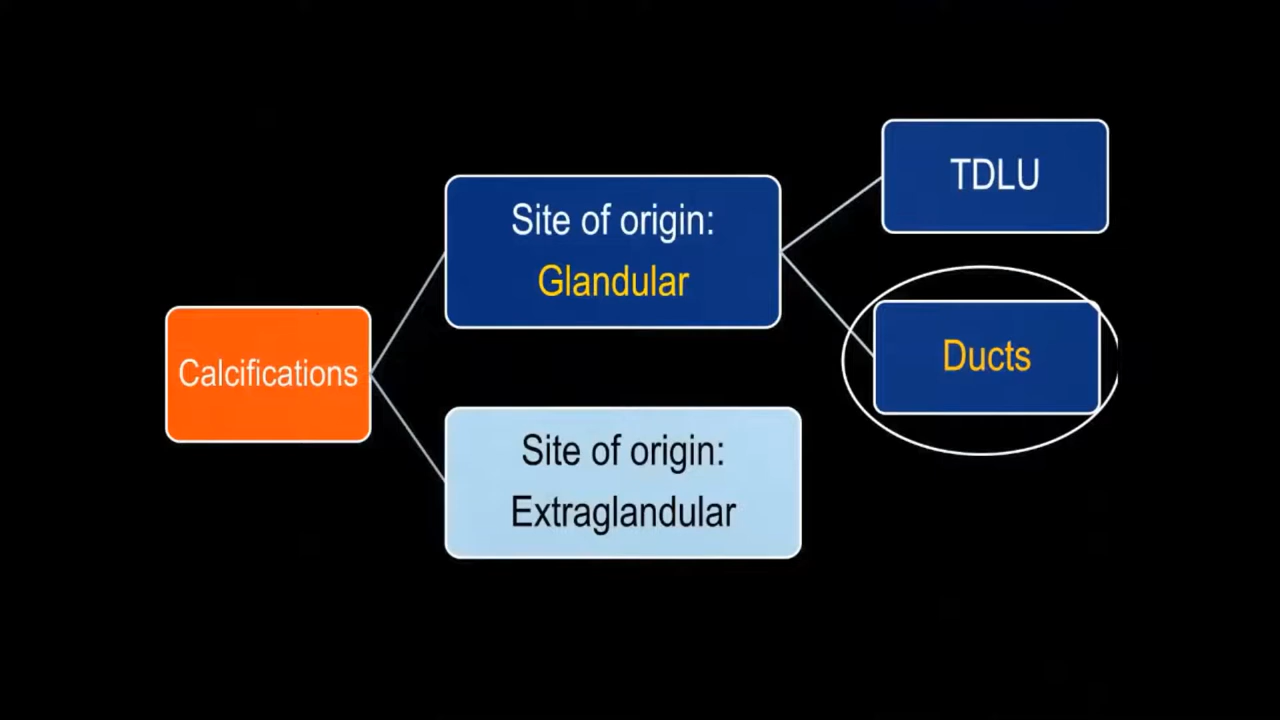 Calcifications
Site of origin:
Glandular
Site of origin:
Extraglandular
TDLU
Ducts